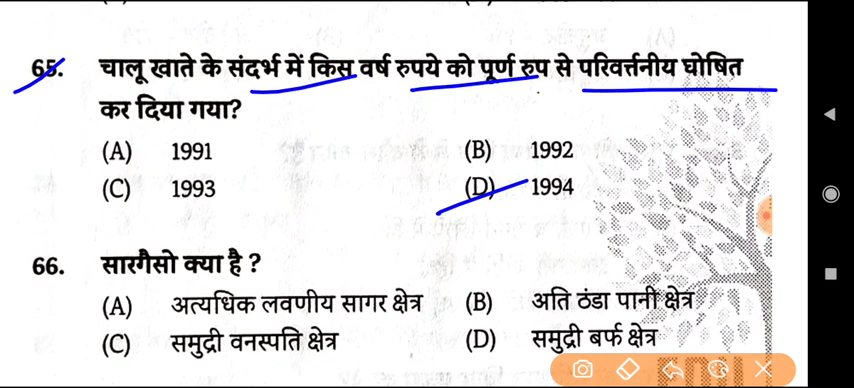 65. चालू खाते के संदर्भ में किस वर्ष रुपये को पूर्ण रुप से परिवर्त्तनीय घोषित
कर दिया गया?
(A) 1991 (B) 1992
(C) 1993 (D) 1994
66. सारगैसो क्या है ?
(A) अत्यधिक लवणीय सागर क्षेत्र (B) अति ठंडा पानी क्षेत्र
(C) समुद्री वनस्पति क्षेत्र (D) समुद्री बर्फ क्षेत्र